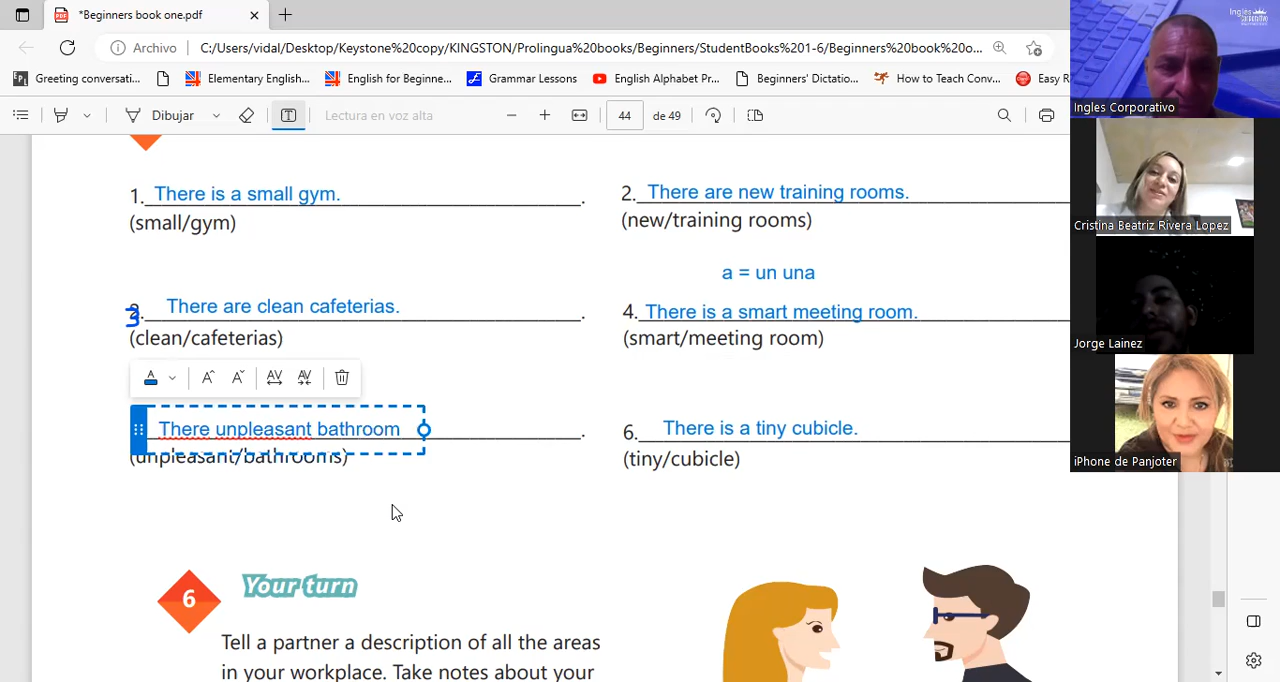 *Beginners book one.pdf
Archivo
C:/Users/vidal/Desktop/Keystone%20copy/KINGSTON/Prolingua%20books/Beginners/StudentBooks%201-6/Beginners%20book%20o...
Greeting conversati...
Elementary English...
English for Beginne...
Grammar Lessons
English Alphabet Pr...
Beginners' Dictatio...
How to Teach Conv...
Easy R
Dibujar
Lectura en voz alta
44
de 49
1. There is a small gym.
(small/gym)
2. There are new training rooms.
(new/training rooms)
a = un una
3. There are clean cafeterias.
(clean/cafeterias)
4. There is a smart meeting room.
(smart/meeting room)
There unpleasant bathroom
(unpleasant/bathrooms)
6. There is a tiny cubicle.
(tiny/cubicle)
6
Your turn
Tell a partner a description of all the areas
in your workplace. Take notes about your
Inglés
Ingles Corporativo
Cristina Beatriz Rivera Lopez
Jorge Lainez
iPhone de Panjoter